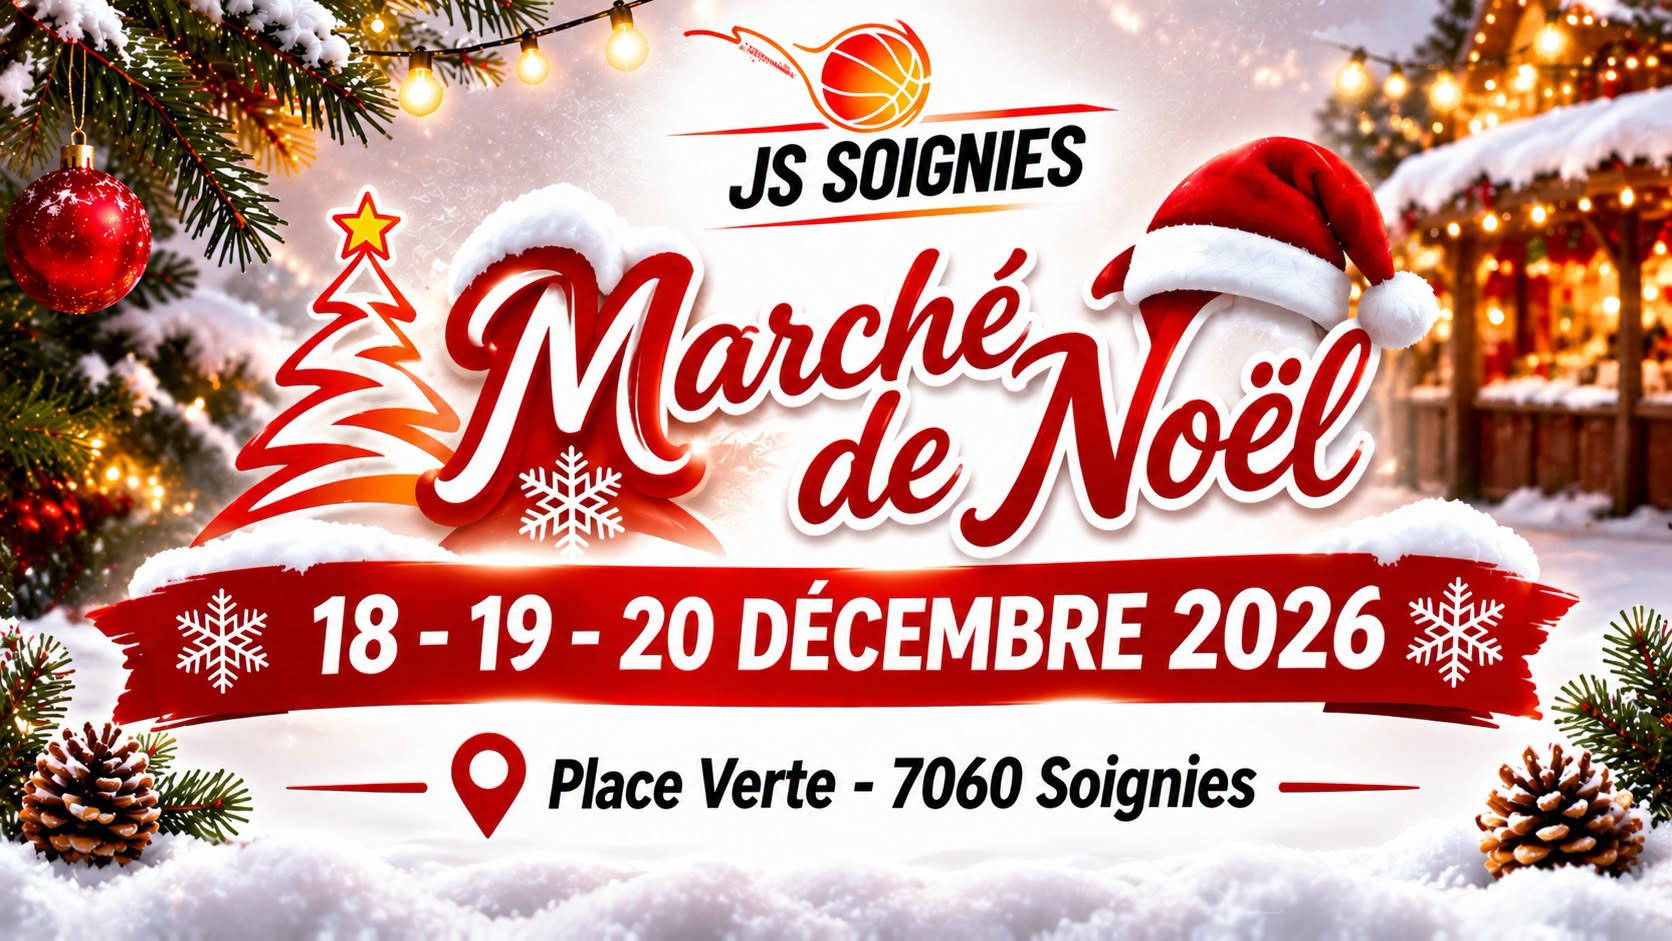 JS SOIGNIES
Marché
de Noël
18 - 19 - 20 DÉCEMBRE 2026
Place Verte - 7060 Soignies